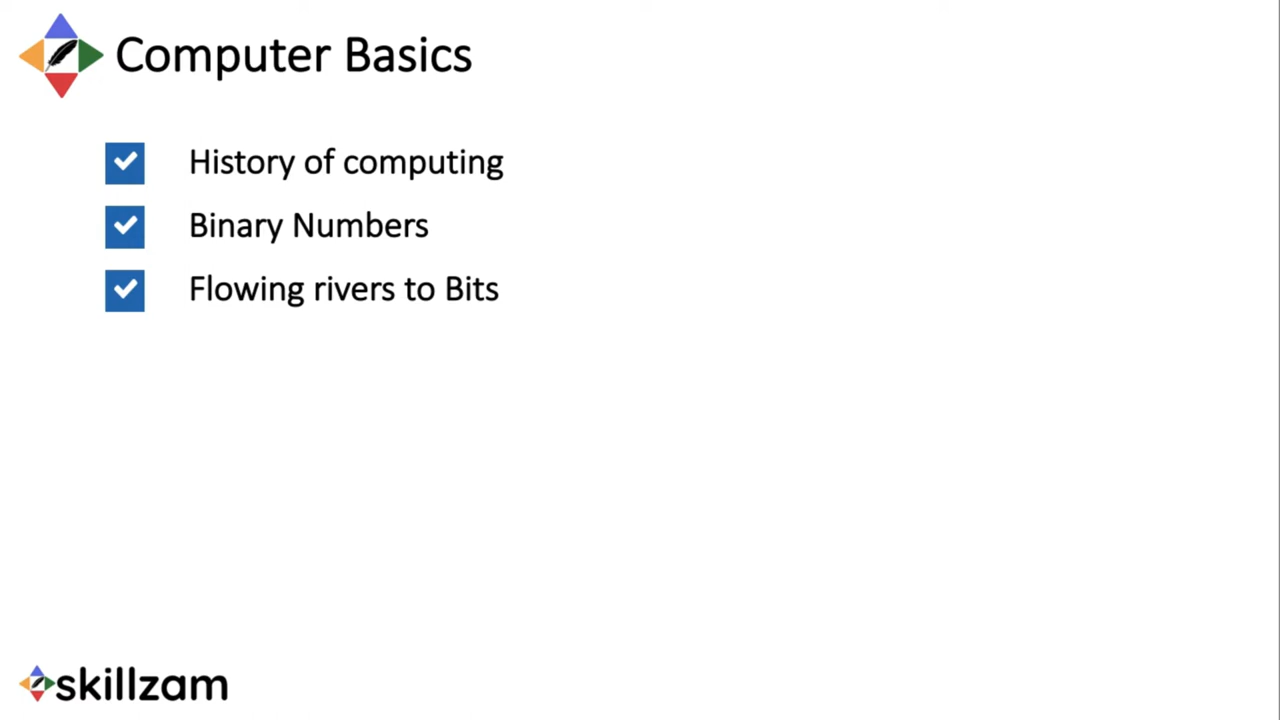 Computer Basics
History of computing
Binary Numbers
Flowing rivers to Bits
skillzam